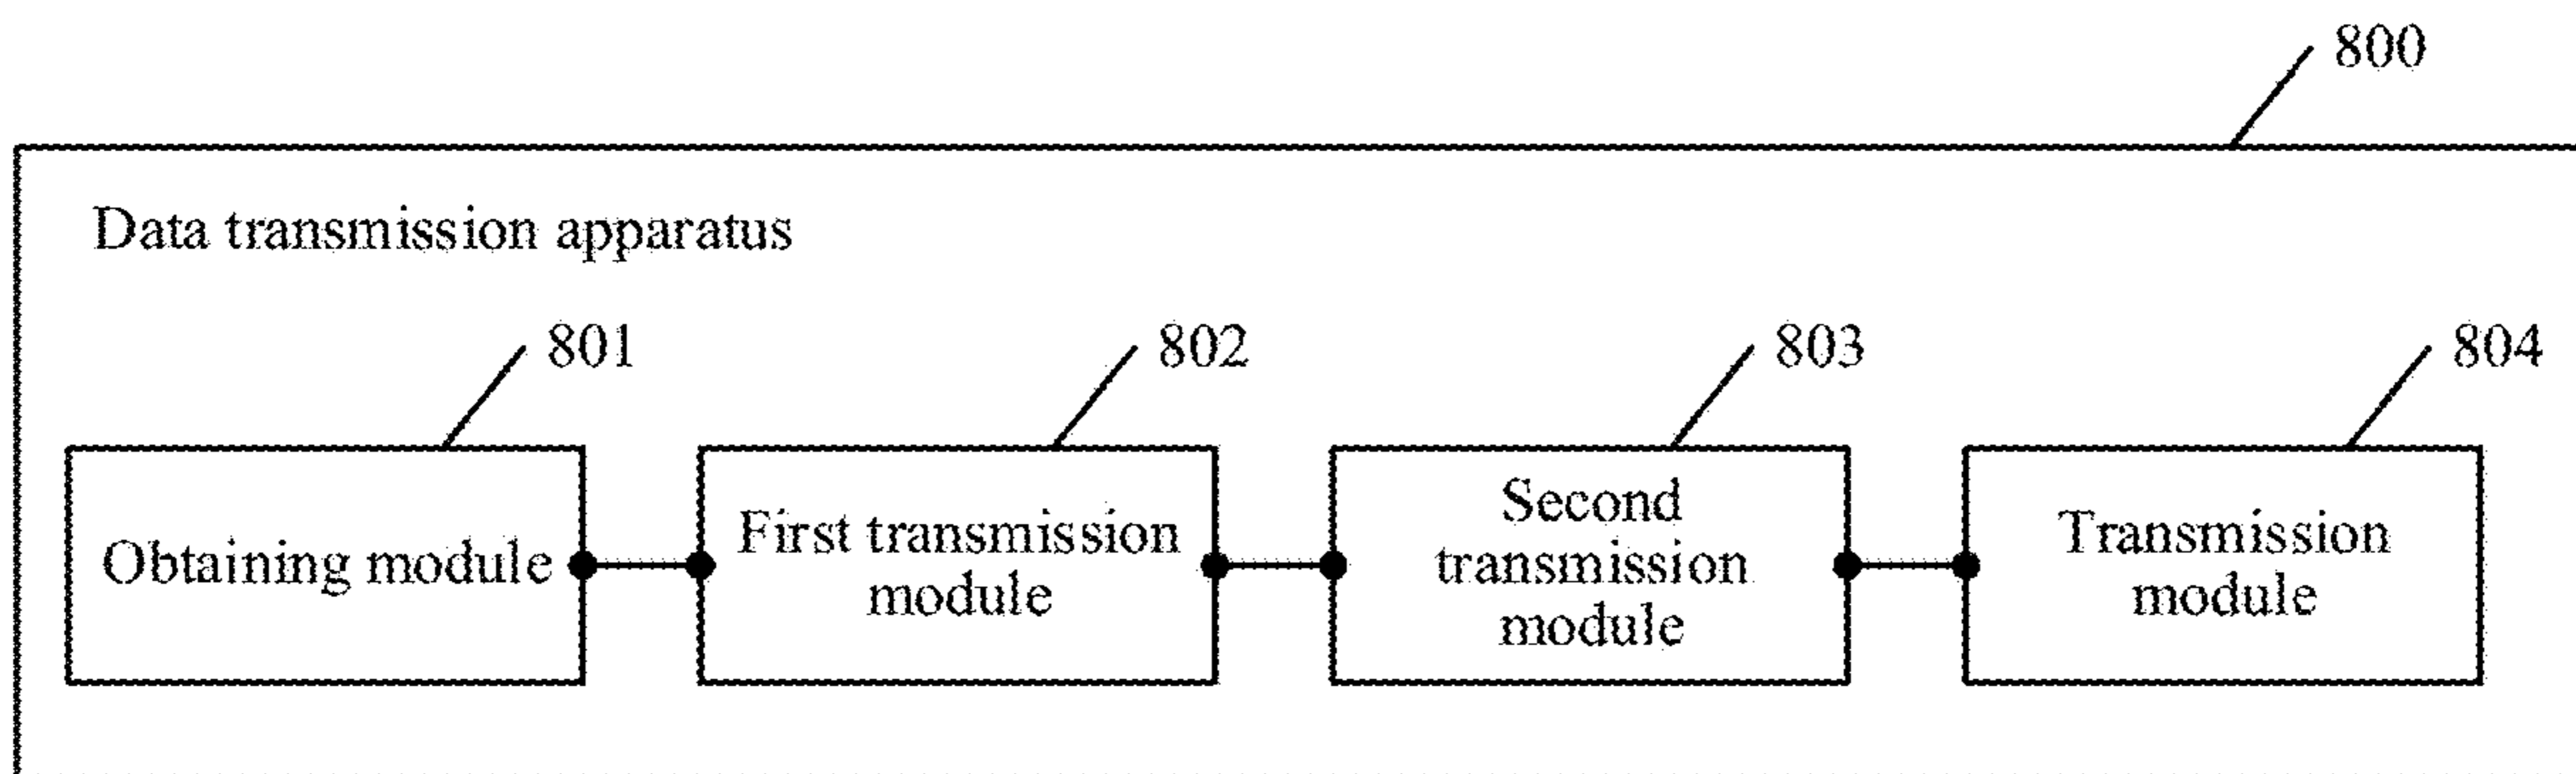 800
Data transmission apparatus
801
802
803
804
Obtaining module
First transmission
module
Second
transmission
module
Transmission
module